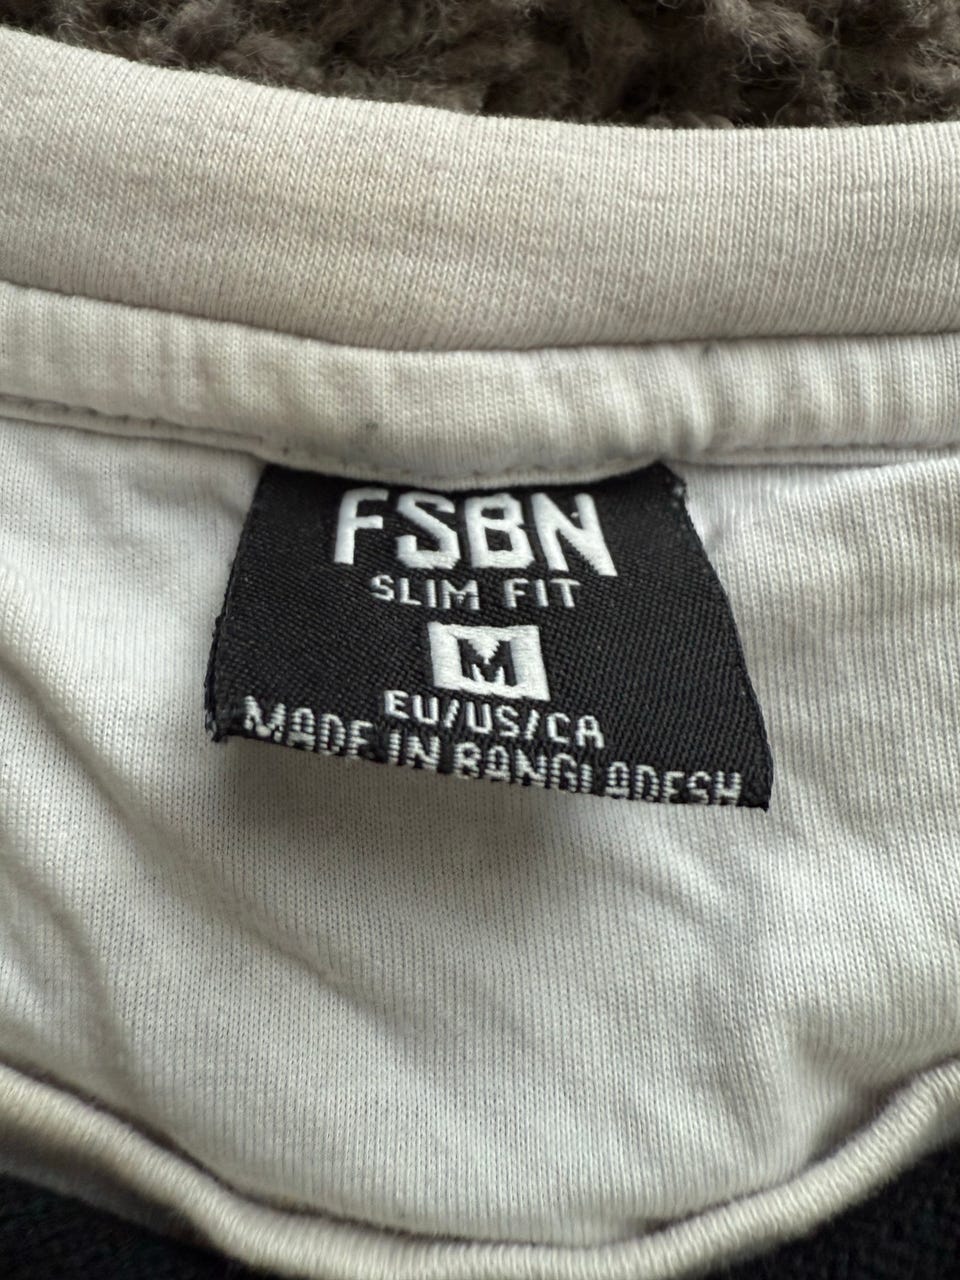 FSBN
SLIM FIT
M
EU/US/CA
MADE IN BANGLADESH